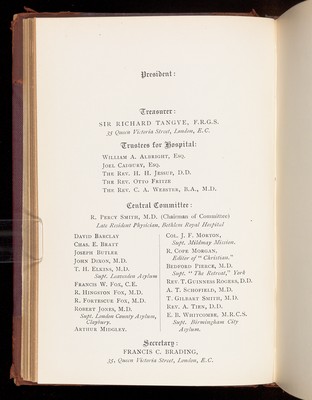 President:
Treasurer:
SIR RICHARD TANGYE, F.R.G.S.
35 Queen Victoria Street, London, E.C.
Trustees for Hospital:
WILLIAM A. ALBRIGHT, ESQ.
JOEL CADBURY, ESQ.
THE REV. H. H. JESSUP, D.D.
THE REV. OTTO FRITZE
THE REV. C. A. WEBSTER, B.A., M.D.
Central Committee:
R. PERCY SMITH, M.D. (Chairman of Committee)
Late Resident Physician, Bethlem Royal Hospital
DAVID BARCLAY
CHAS. E. BRATT
JOSEPH BUTLER
JOHN DIXON, M.D.
T. H. ELKINS, M.D.
Supt. Leavesden Asylum
FRANCIS W. FOX, C.E.
R. HINGSTON FOX, M.D.
R. FORTESCUE FOX, M.D.
ROBERT JONES, M.D.
Supt. London County Asylum,
Claybury.
ARTHUR MIDGLEY.
COL. J. F. MORTON,
Supt. Mildmay Mission.
R. COPE MORGAN,
Editor of "Christian."
BEDFORD PIERCE, M.D.
Supt. "The Retreat," York
REV. T. GUINNESS ROGERS, D.D.
A. T. SCHOFIELD, M.D.
T. GILBART SMITH, M.D.
REV. A. TIEN, D.D.
E. B. WHITCOMBE, M.R.C.S.
Supt. Birmingham City
Asylum.
Secretary:
FRANCIS C. BRADING,
35, Queen Victoria Street, London, E.C.